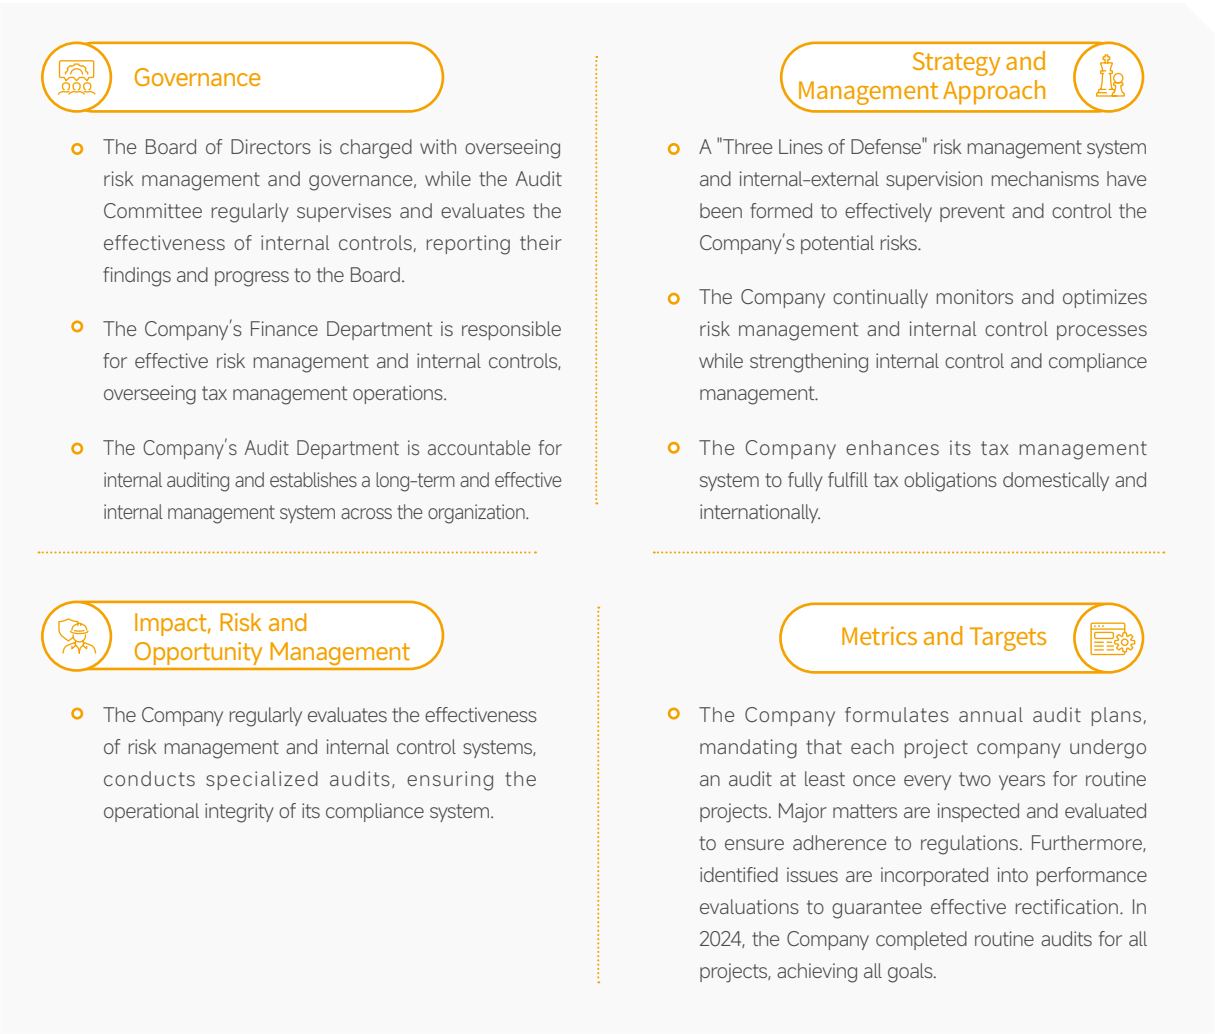 Governance
The Board of Directors is charged with overseeing
risk management and governance, while the Audit
Committee regularly supervises and evaluates the
effectiveness of internal controls, reporting their
findings and progress to the Board.
The Company's Finance Department is responsible
for effective risk management and internal controls,
overseeing tax management operations.
The Company's Audit Department is accountable for
internal auditing and establishes a long-term and effective
internal management system across the organization.
Strategy and
Management Approach
A "Three Lines of Defense" risk management system
and internal-external supervision mechanisms have
been formed to effectively prevent and control the
Company's potential risks.
The Company continually monitors and optimizes
risk management and internal control processes
while strengthening internal control and compliance
management.
The Company enhances its tax management
system to fully fulfill tax obligations domestically and
internationally.
Impact, Risk and
Opportunity Management
The Company regularly evaluates the effectiveness
of risk management and internal control systems,
conducts specialized audits, ensuring the
operational integrity of its compliance system.
Metrics and Targets
The Company formulates annual audit plans,
mandating that each project company undergo
an audit at least once every two years for routine
projects. Major matters are inspected and evaluated
to ensure adherence to regulations. Furthermore,
identified issues are incorporated into performance
evaluations to guarantee effective rectification. In
2024, the Company completed routine audits for all
projects, achieving all goals.